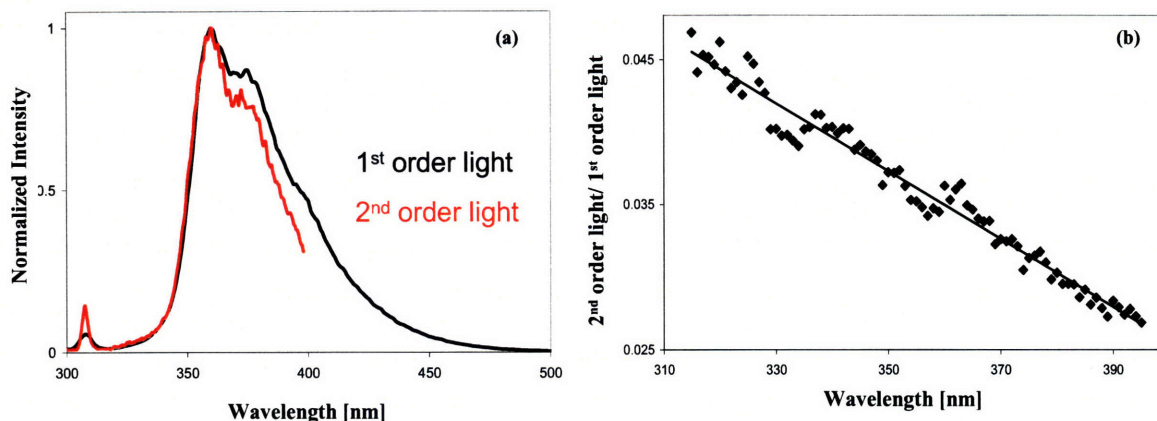 (a)
Normalized Intensity
1
3.5
0
1st order light
2nd order light
300
350
400
450
500
Wavelength [nm]
(b)
2nd order light/ 1st order light
0.045
0.035
0.025
310
330
350
370
390
Wavelength [nm]